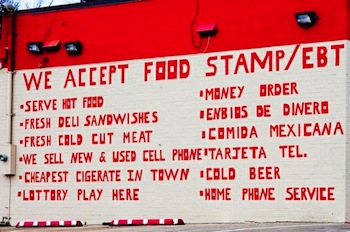 WE ACCEPT FOOD STAMP/EBT
•SERVE HOT FOOD
•FRESH DELI SANDWISHES
•FRESH COLD CUT MEAT
•WE SELL NEW & USED CELL PHONE
•CHEAPEST CIGERATE IN TOWN
•LOTTORY PLAY HERE
•MONEY ORDER
•ENBIOS DE DINERO
•COMIDA MEXICANA
•TARJETA TEL.
•COLD BEER
•HOME PHONE SERVICE